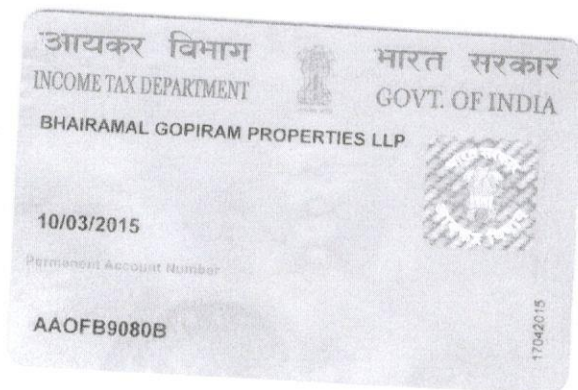 आयकर विभाग
INCOME TAX DEPARTMENT
भारत सरकार
GOVT. OF INDIA
BHAIRAMAL GOPIRAM PROPERTIES LLP
10/03/2015
Permanent Account Number
AAOFB9080B
17042015